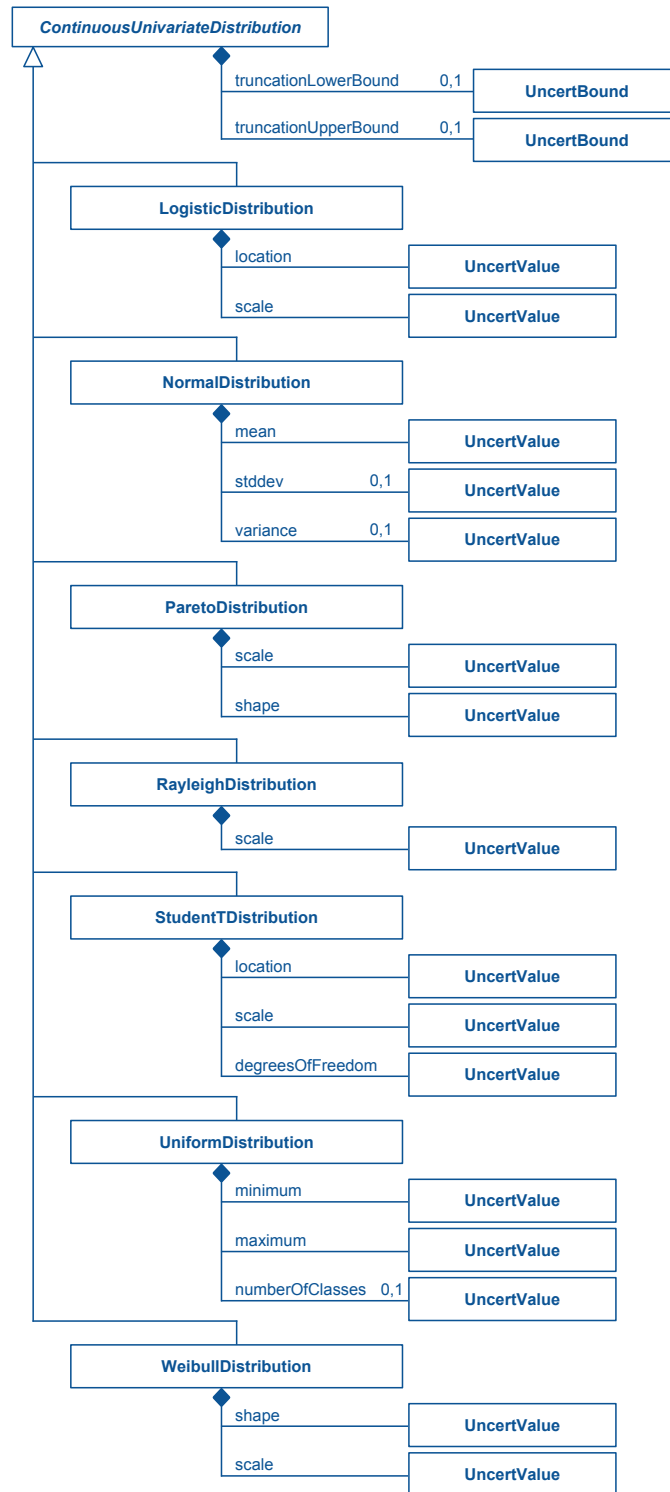 ContinuousUnivariateDistribution
truncationLowerBound 0,1 UncertBound
truncationUpperBound 0,1 UncertBound
LogisticDistribution
location UncertValue
scale UncertValue
NormalDistribution
mean UncertValue
stddev 0,1 UncertValue
variance 0,1 UncertValue
ParetoDistribution
scale UncertValue
shape UncertValue
RayleighDistribution
scale UncertValue
StudentTDistribution
location UncertValue
scale UncertValue
degreesOfFreedom UncertValue
UniformDistribution
minimum UncertValue
maximum UncertValue
numberOfClasses 0,1 UncertValue
WeibullDistribution
shape UncertValue
scale UncertValue